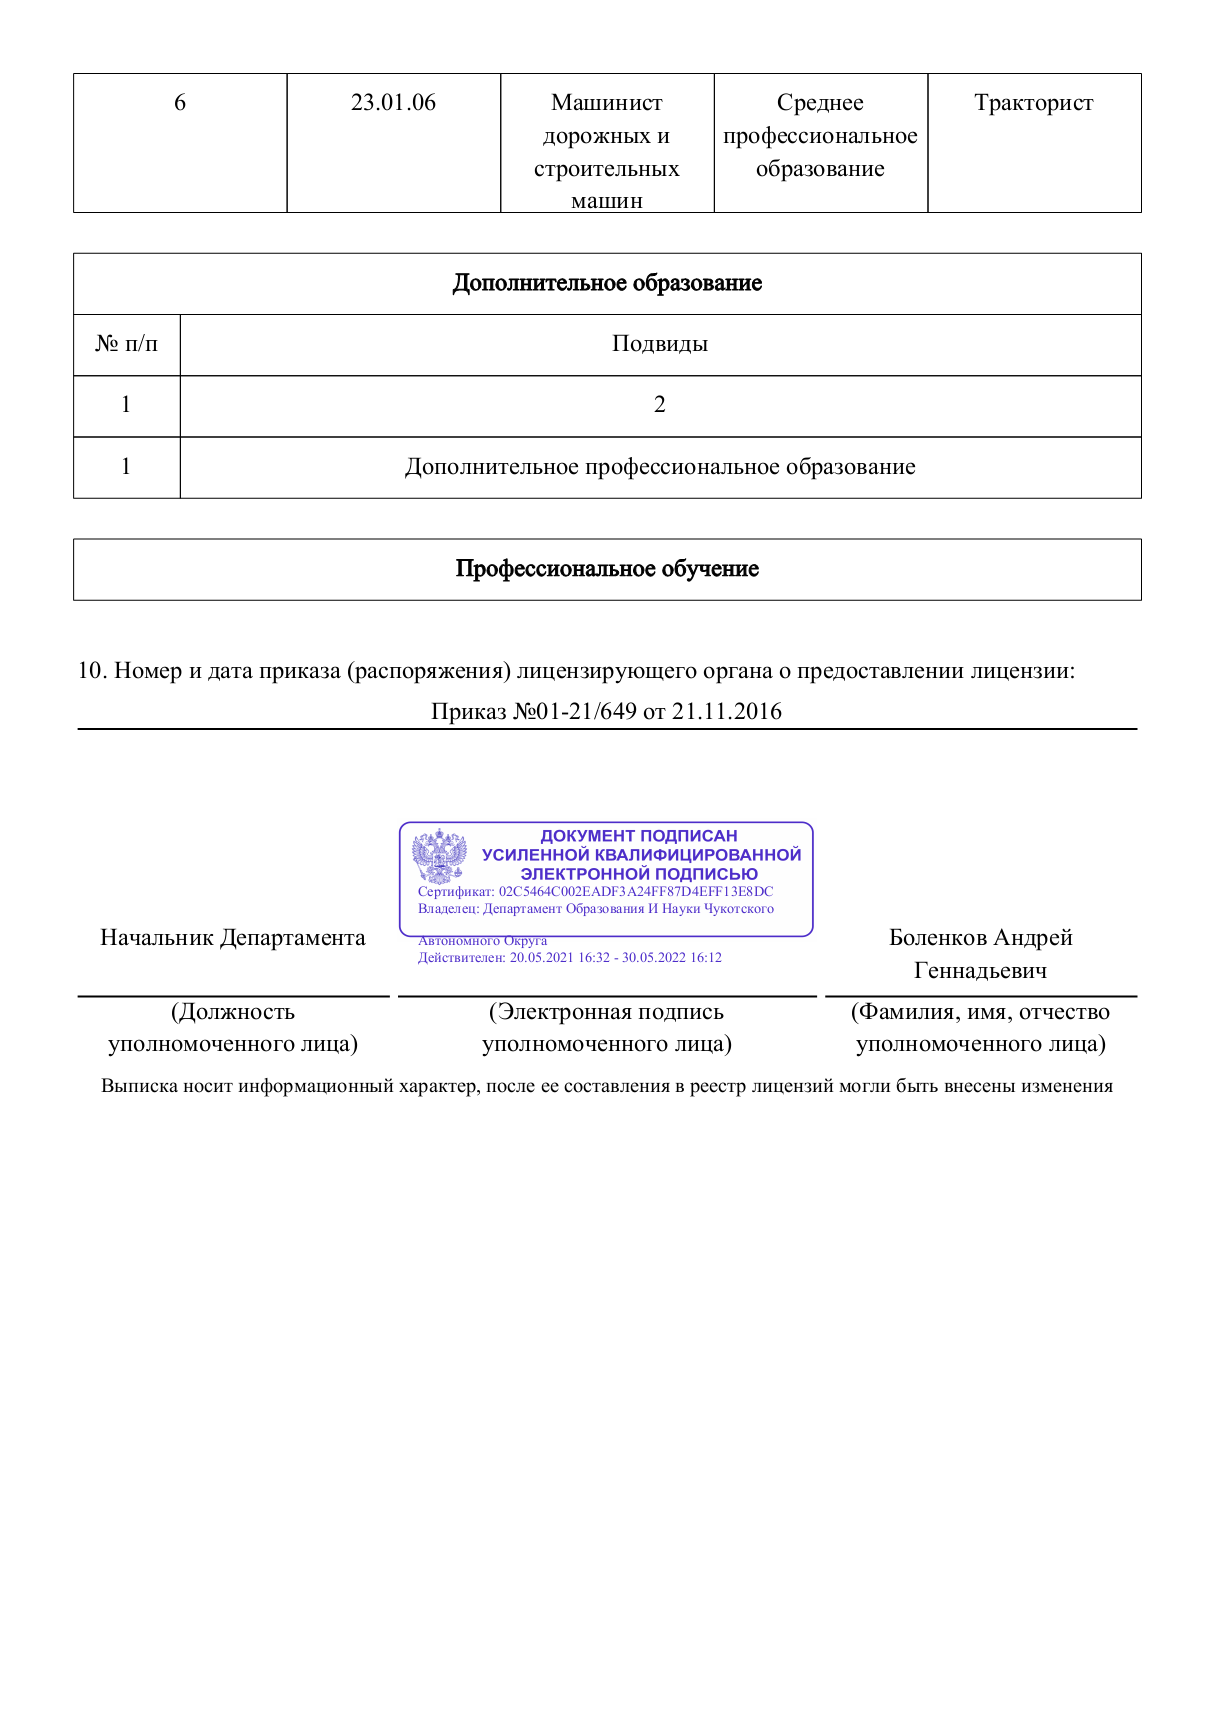 6 23.01.06 Машинист Среднее Тракторист
дорожных и профессиональное
строительных образование
машин
Дополнительное образование
№ п/п Подвиды
1 2
1 Дополнительное профессиональное образование
Профессиональное обучение
10. Номер и дата приказа (распоряжения) лицензирующего органа о предоставлении лицензии:
Приказ №01-21/649 от 21.11.2016
ДОКУМЕНТ ПОДПИСАН
УСИЛЕННОЙ КВАЛИФИЦИРОВАННОЙ
ЭЛЕКТРОННОЙ ПОДПИСЬЮ
Сертификат: 02C5464C002EADF3A24FF87D4EFF13E8DC
Владелец: Департамент Образования И Науки Чукотского
Автономного Округа
Действителен: 20.05.2021 16:32 - 30.05.2022 16:12
Начальник Департамента
Боленков Андрей
Геннадьевич
(Должность
уполномоченного лица)
(Электронная подпись
уполномоченного лица)
(Фамилия, имя, отчество
уполномоченного лица)
Выписка носит информационный характер, после ее составления в реестр лицензий могли быть внесены изменения